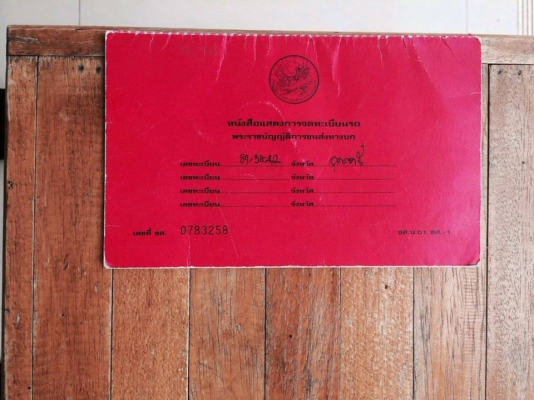 หนังสือแสดงการจดทะเบียนรถ
พระราชบัญญัติการขนส่งทางบก
เลขทะเบียน จังหวัด
เลขทะเบียน จังหวัด
เลขทะเบียน จังหวัด
เลขทะเบียน จังหวัด
เลขที่ ขส. 0783258